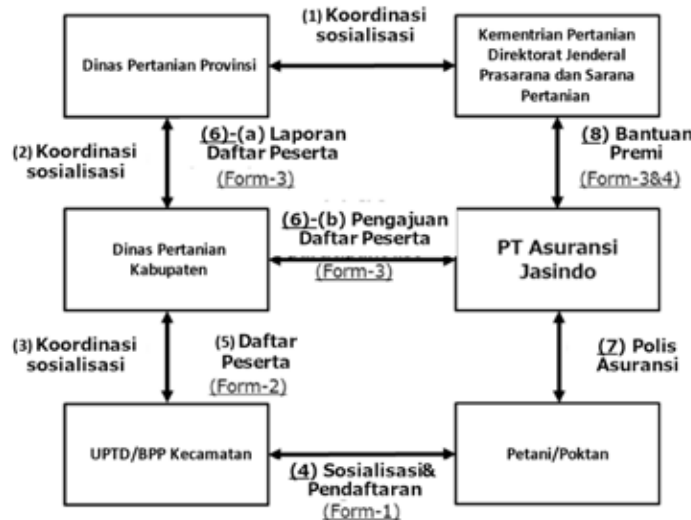 (1) Koordinasi
sosialisasi
Dinas Pertanian Provinsi
Kementrian Pertanian
Direktorat Jenderal
Prasarana dan Sarana
Pertanian
(2) Koordinasi
sosialisasi
(6)-(a) Laporan
Daftar Peserta
(Form-3)
(8) Bantuan
Premi
(Form-3&4)
Dinas Pertanian
Kabupaten
(6)-(b) Pengajuan
Daftar Peserta
(Form-3)
PT Asuransi
Jasindo
(3) Koordinasi
sosialisasi
(5) Daftar
Peserta
(Form-2)
(7) Polis
Asuransi
UPTD/BPP Kecamatan
(4) Sosialisasi&
Pendaftaran
(Form-1)
Petani/Poktan